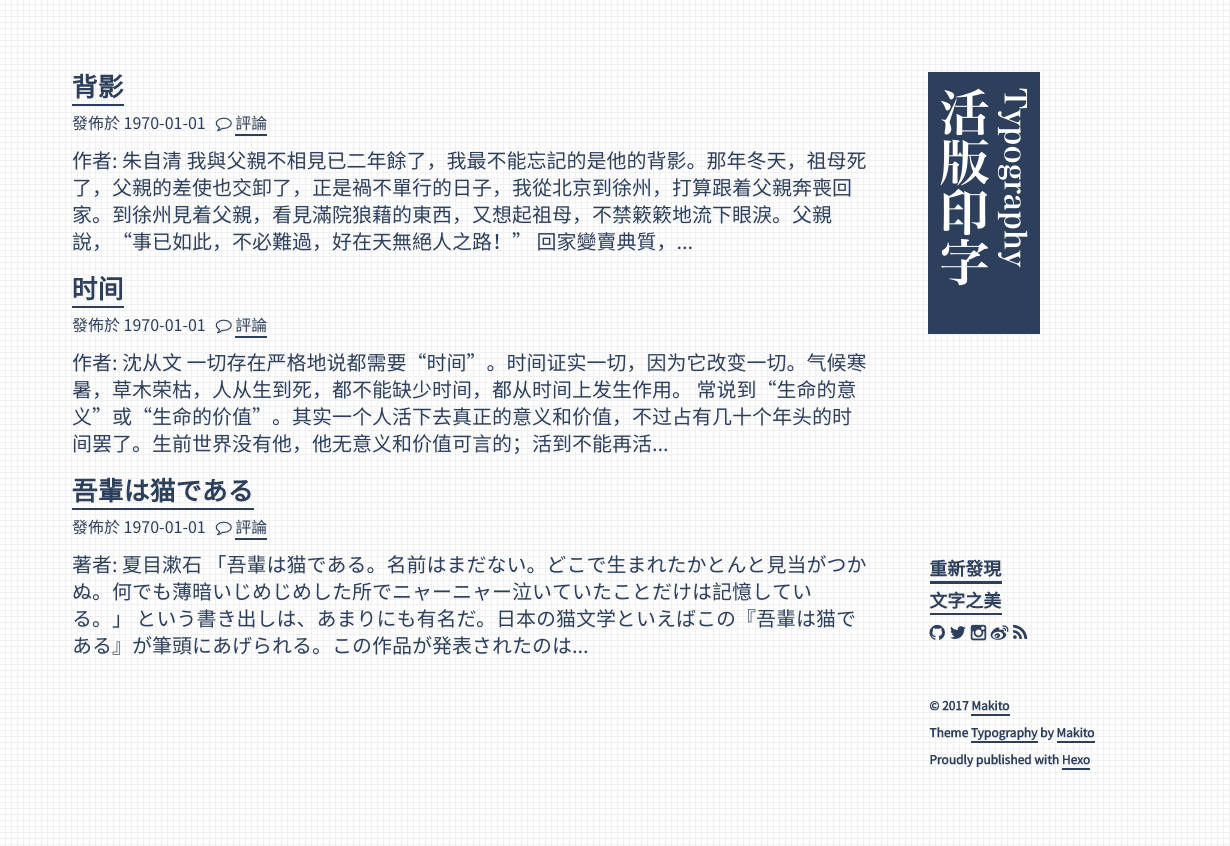 背影
發佈於 1970-01-01 評論
作者: 朱自清 我與父親不相見已二年餘了，我最不能忘記的是他的背影。那年冬天，祖母死
了，父親的差使也交卸了，正是禍不單行的日子，我從北京到徐州，打算跟着父親奔喪回
家。到徐州見着父親，看見滿院狼藉的東西，又想起祖母，不禁簌簌地流下眼淚。父親
說，“事已如此，不必難過，好在天無絕人之路！” 回家變賣典質，...
时间
發佈於 1970-01-01 評論
作者: 沈从文 一切存在严格地说都需要“时间”。时间证实一切，因为它改变一切。气候寒
暑，草木荣枯，人从生到死，都不能缺少时间，都从时间上发生作用。 常说到“生命的意
义”或“生命的价值”。其实一个人活下去真正的意义和价值，不过占有几十个年头的时
间罢了。生前世界没有他，他无意义和价值可言的；活到不能再活...
吾輩は猫である
發佈於 1970-01-01 評論
著者: 夏目漱石 「吾輩は猫である。名前はまだない。どこで生まれたかとんと見当がつか
ぬ。何でも薄暗いじめじめした所でニャーニャー泣いていたことだけは記憶してい
る。」 という書き出しは、あまりにも有名だ。日本の猫文学といえばこの『吾輩は猫で
ある』が筆頭にあげられる。この作品が発表されたのは...
Typography
活版印字
重新發現
文字之美
© 2017 Makito
Theme Typography by Makito
Proudly published with Hexo